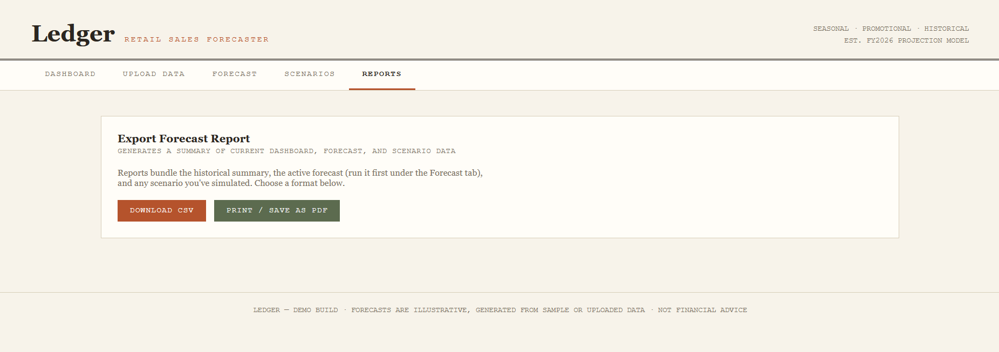 Ledger RETAIL SALES FORECASTER
SEASONAL · PROMOTIONAL · HISTORICAL
EST. FY2026 PROJECTION MODEL
DASHBOARD UPLOAD DATA FORECAST SCENARIOS REPORTS
Export Forecast Report
GENERATES A SUMMARY OF CURRENT DASHBOARD, FORECAST, AND SCENARIO DATA
Reports bundle the historical summary, the active forecast (run it first under the Forecast tab),
and any scenario you've simulated. Choose a format below.
DOWNLOAD CSV PRINT / SAVE AS PDF
LEDGER — DEMO BUILD · FORECASTS ARE ILLUSTRATIVE, GENERATED FROM SAMPLE OR UPLOADED DATA · NOT FINANCIAL ADVICE